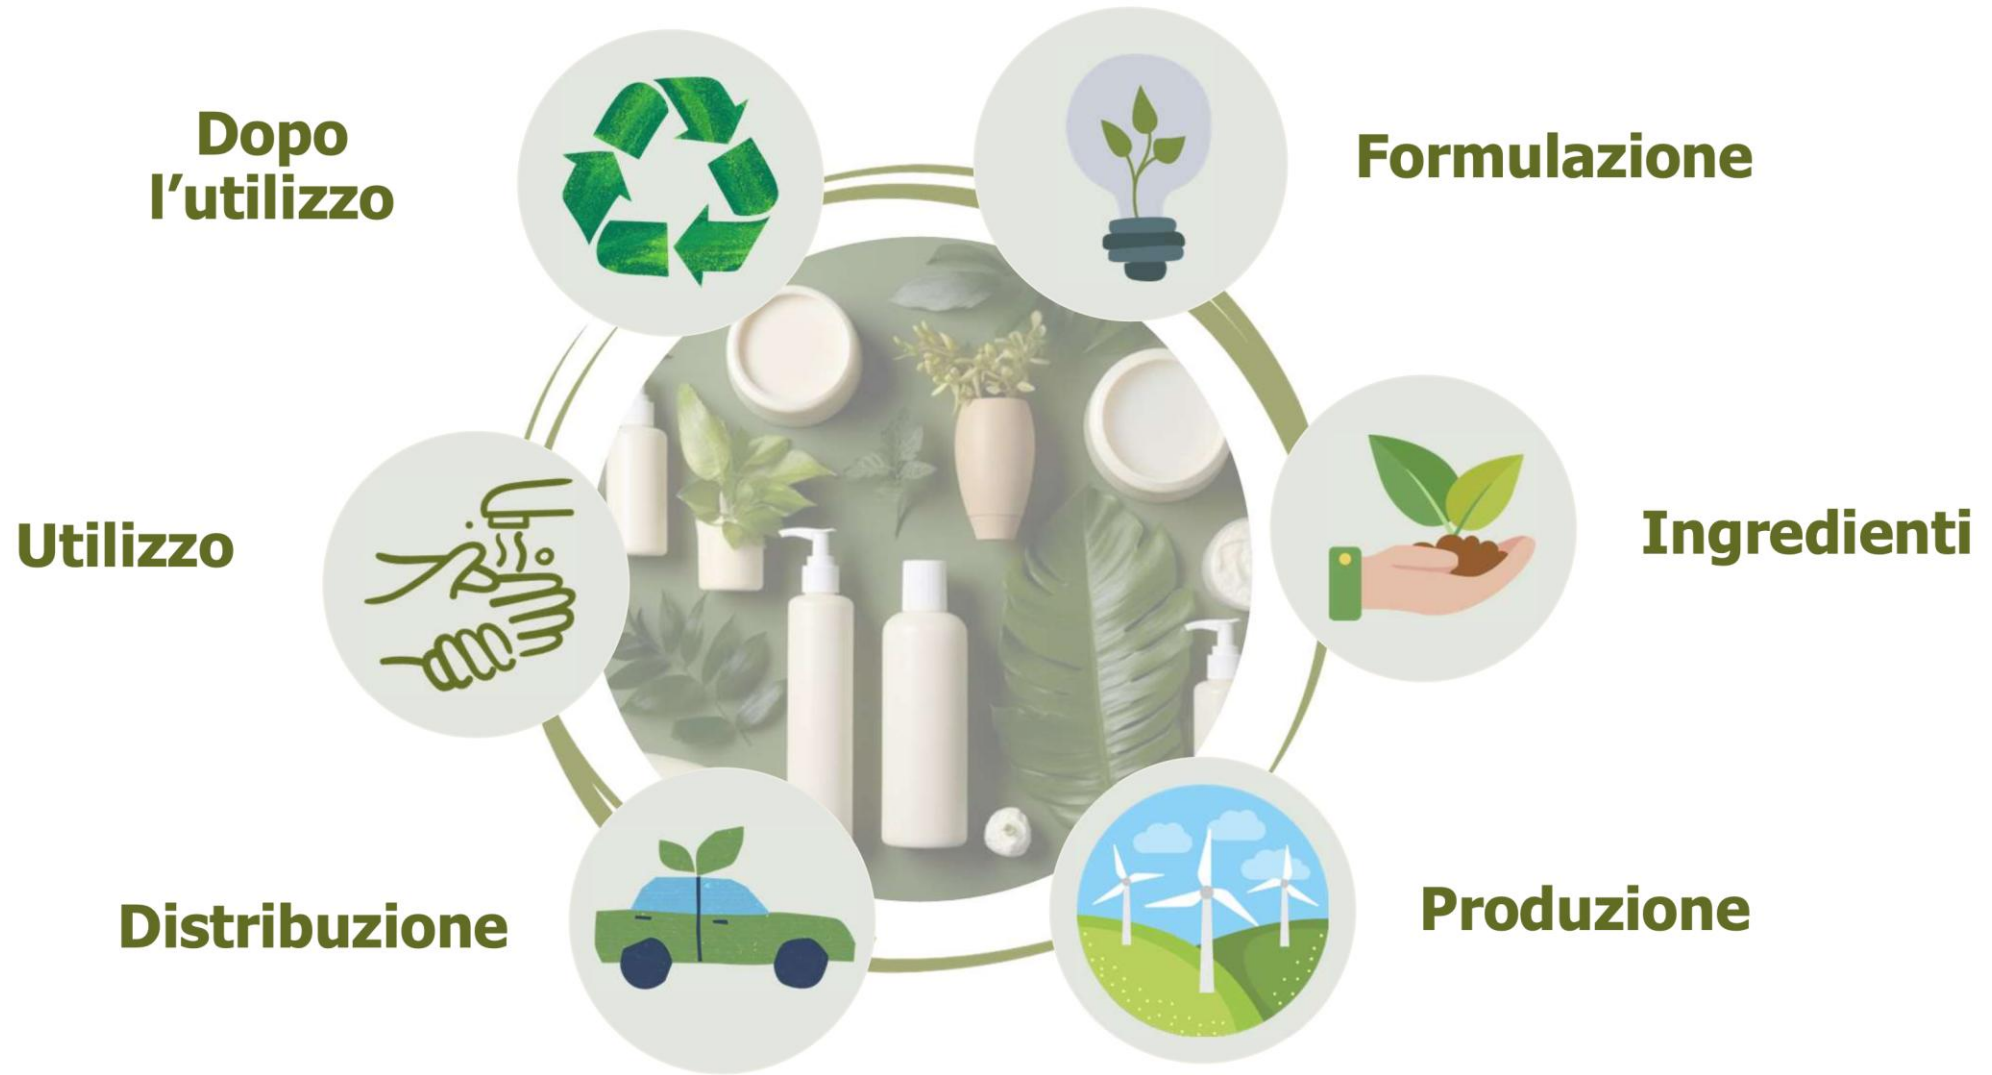 Dopo
l’utilizzo
Formulazione
Utilizzo
Ingredienti
Distribuzione
Produzione